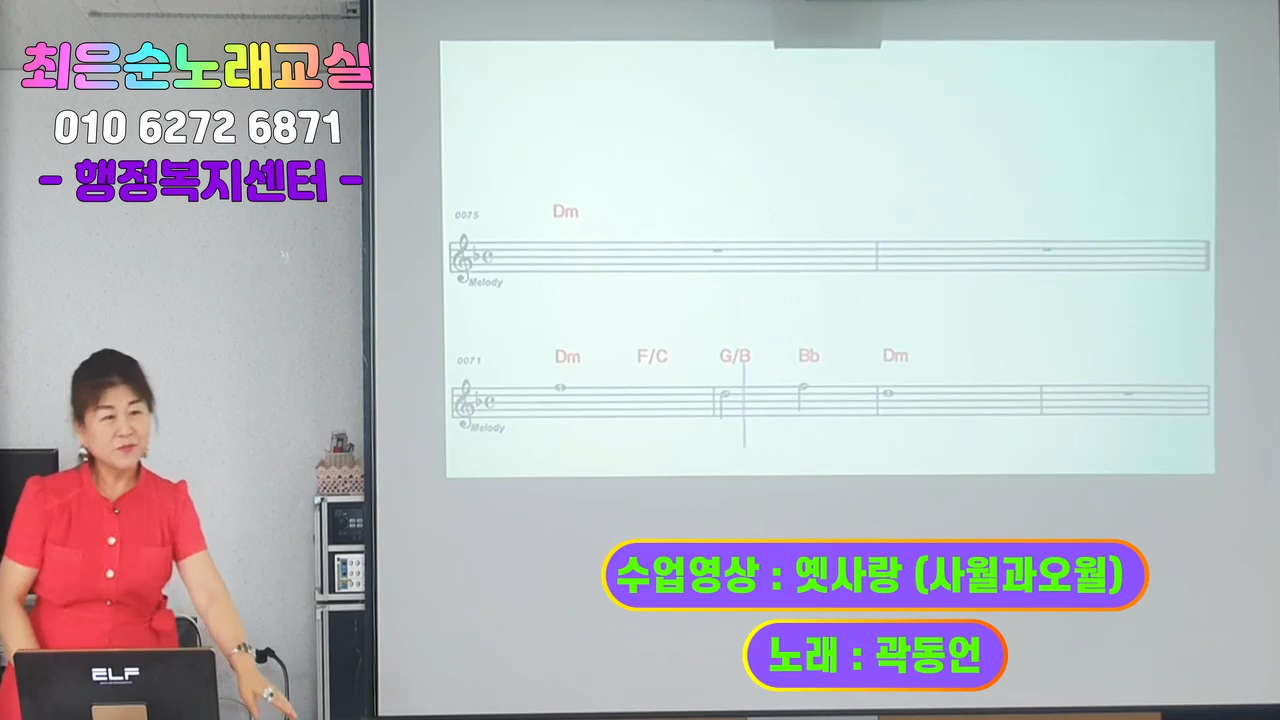 최은순노래교실
010 6272 6871
- 행정복지센터 -
0075 Dm
Melody
0071 Dm F/C G/B Bb Dm
Melody
수업영상 : 옛사랑 (사월과오월)
노래 : 곽동언
ELF